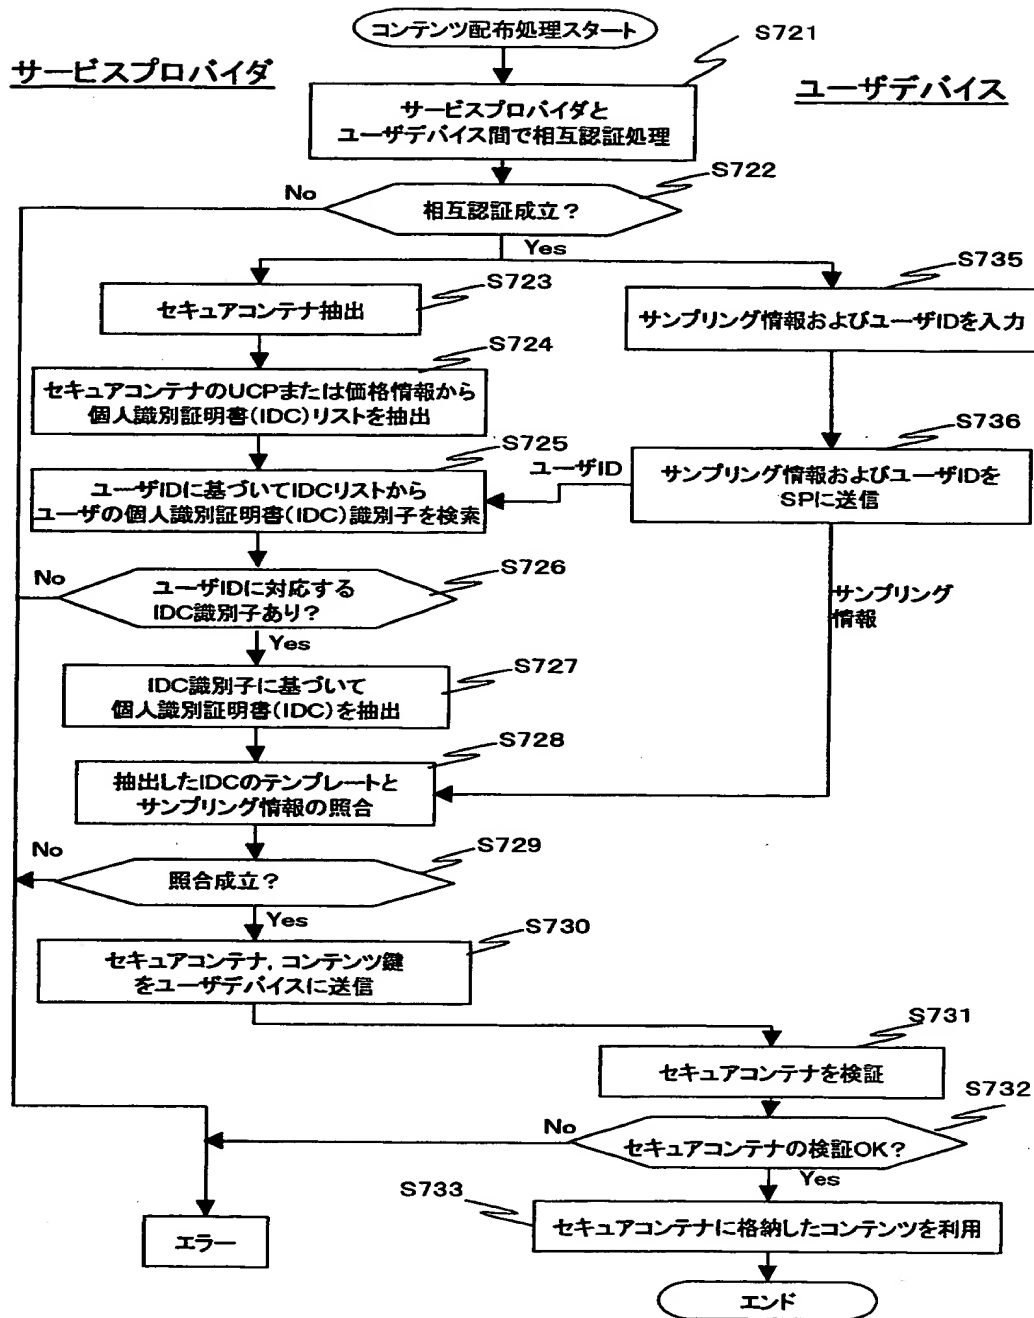 コンテンツ配布処理スタート
S721
サービスプロバイダ
ユーザデバイス
サービスプロバイダと
ユーザデバイス間で相互認証処理
S722
No
相互認証成立?
Yes
S735
S723
セキュアコンテナ抽出
サンプリング情報およびユーザIDを入力
S724
セキュアコンテナのUCPまたは価格情報から
個人識別証明書(IDC)リストを抽出
S736
S725
ユーザID
サンプリング情報およびユーザIDを
SPに送信
ユーザIDに基づいてIDCリストから
ユーザの個人識別証明書(IDC)識別子を検索
No
S726
ユーザIDに対応する
IDC識別子あり?
サンプリング
情報
Yes
S727
IDC識別子に基づいて
個人識別証明書(IDC)を抽出
S728
抽出したIDCのテンプレートと
サンプリング情報の照合
No
S729
照合成立?
Yes
S730
セキュアコンテナ,コンテンツ鍵
をユーザデバイスに送信
S731
セキュアコンテナを検証
S732
No
セキュアコンテナの検証OK?
Yes
S733
セキュアコンテナに格納したコンテンツを利用
エラー
エンド